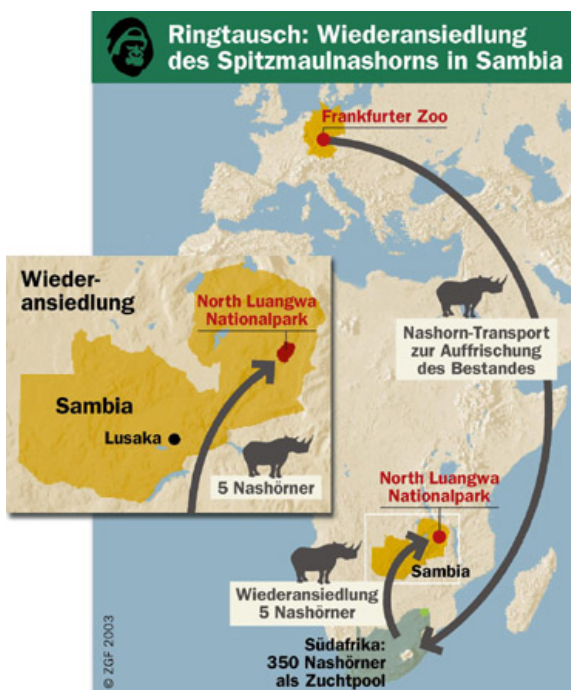 Ringtausch: Wiederansiedlung
des Spitzmaulnashorns in Sambia
Frankfurter Zoo
Wieder-
ansiedlung
North Luangwa
Nationalpark
Sambia
Lusaka
5 Nashörner
Nashorn-Transport
zur Auffrischung
des Bestandes
North Luangwa
Nationalpark
Sambia
Wiederansiedlung
5 Nashörner
Südafrika:
350 Nashörner
als Zuchtpool
© ZGF 2003